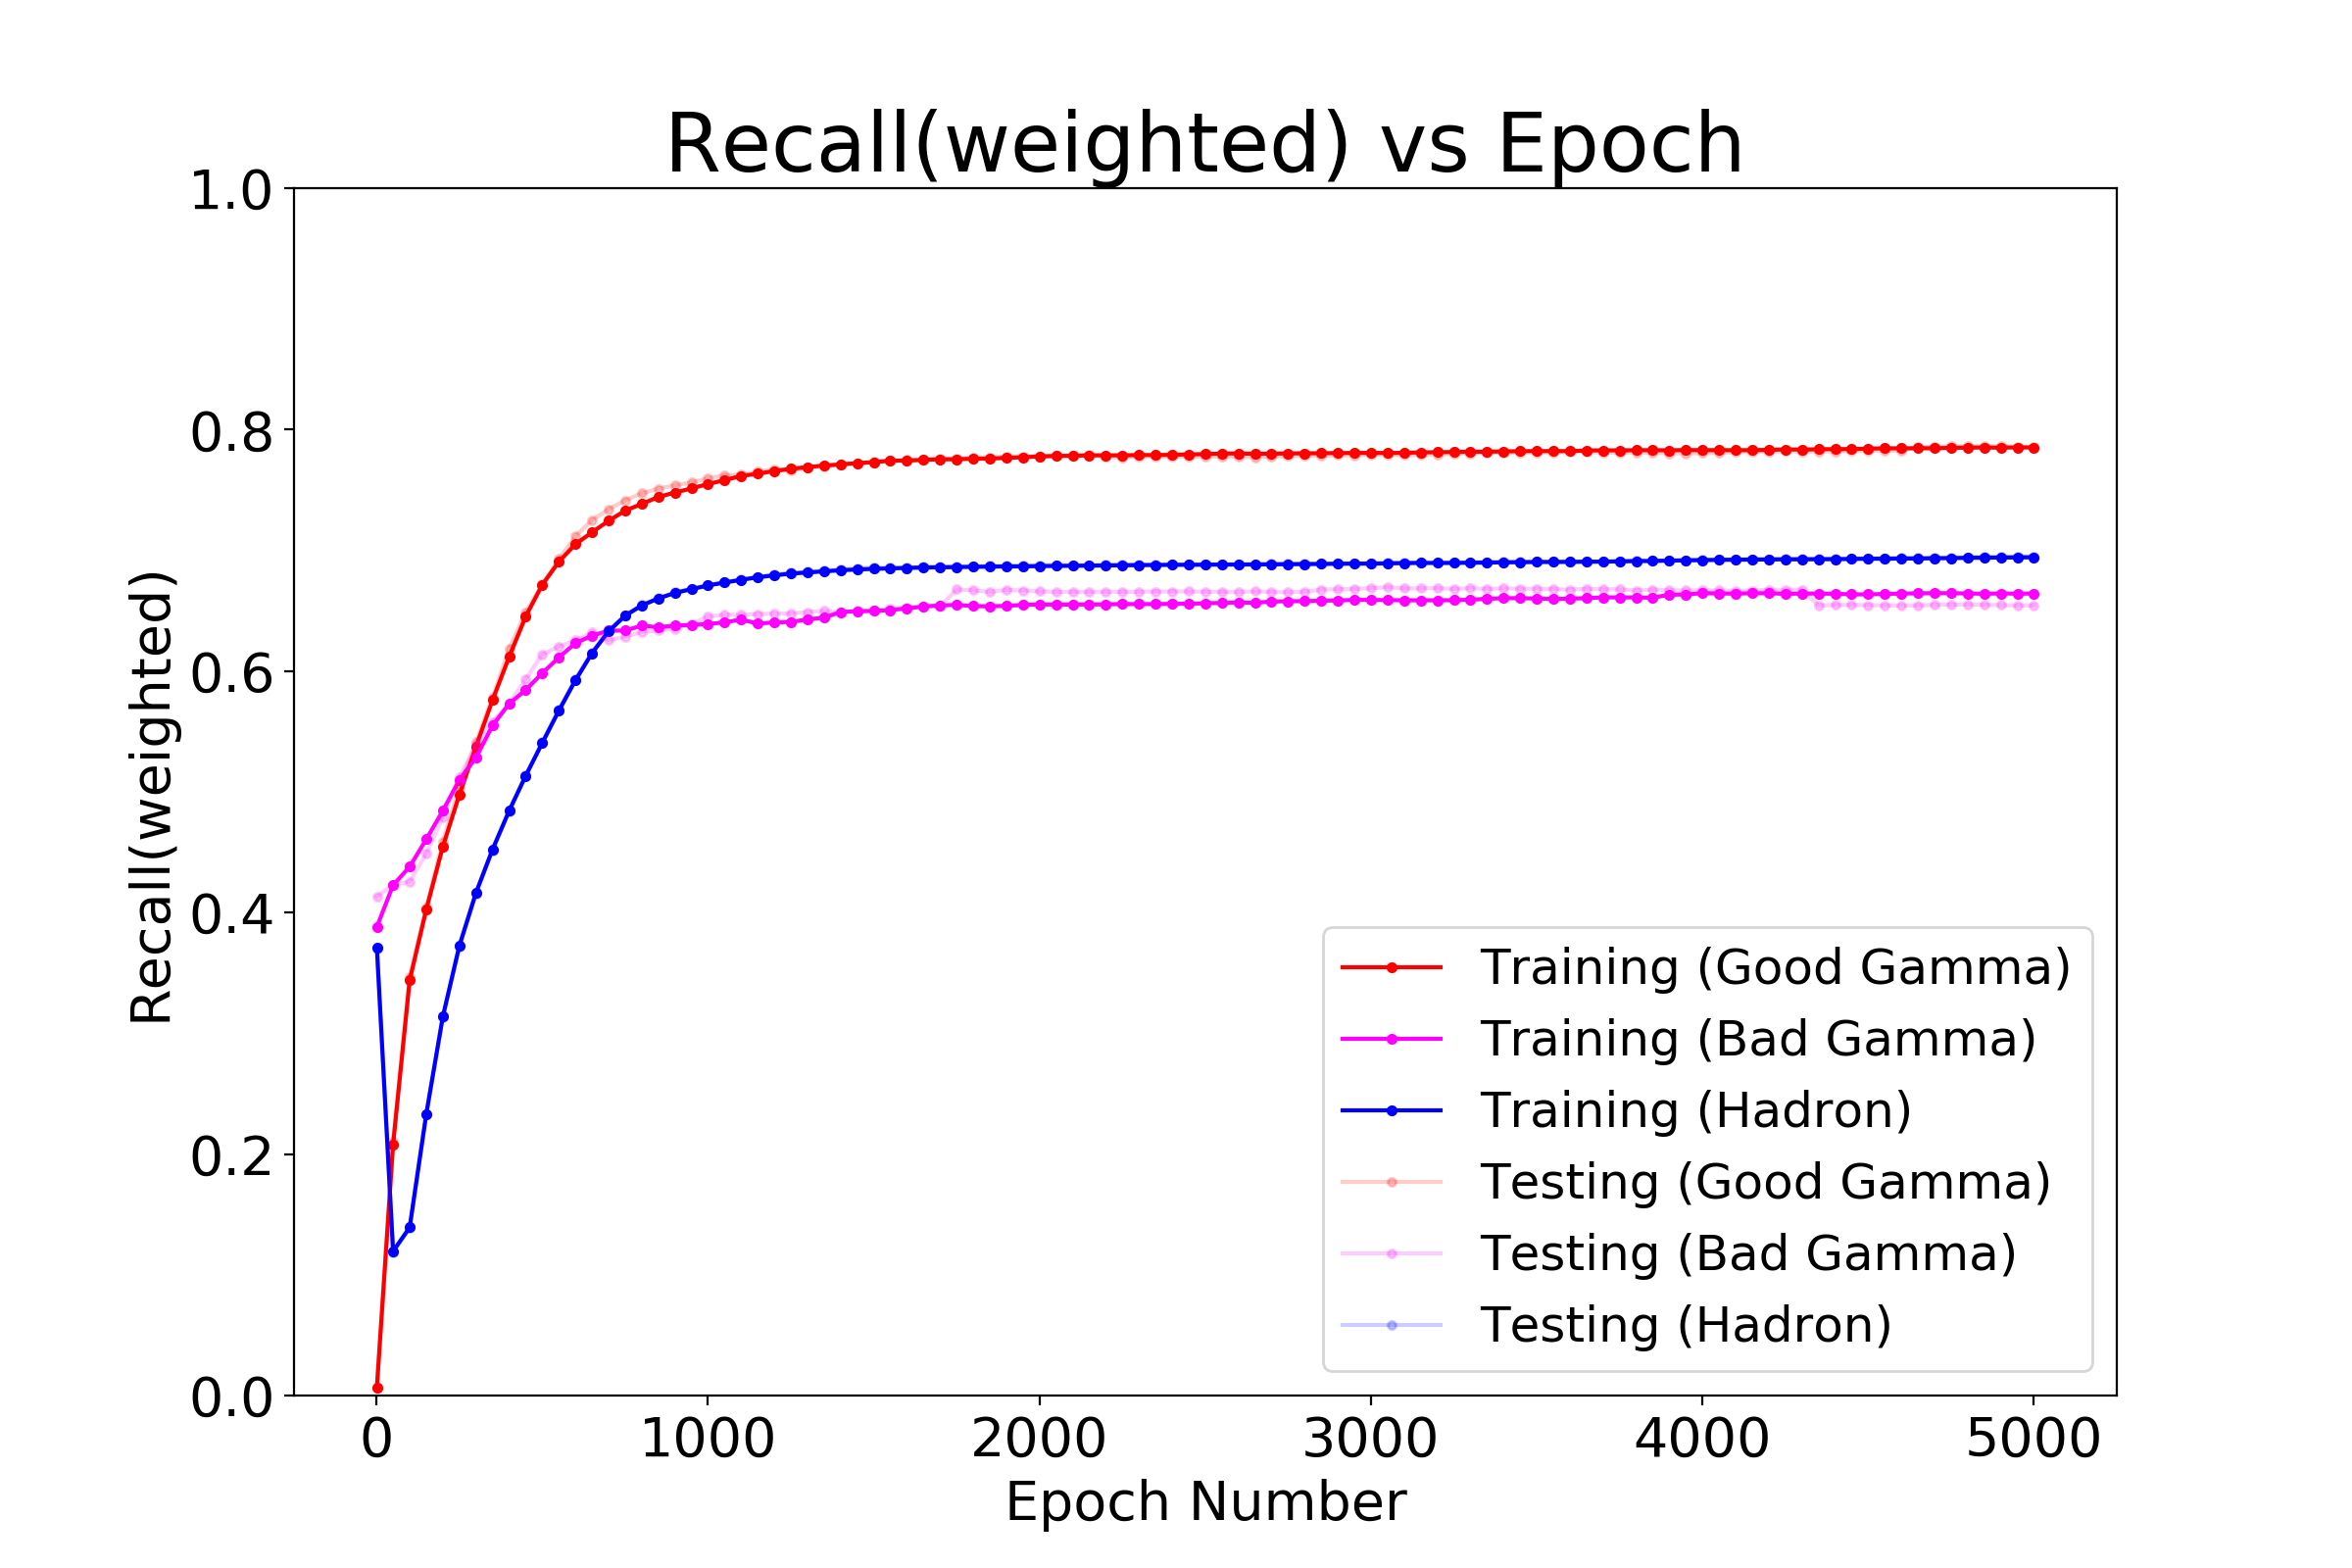 Recall(weighted) vs Epoch
1.0
0.8
0.6
0.4
0.2
0.0
Recall(weighted)
0 1000 2000 3000 4000 5000
Epoch Number
Training (Good Gamma)
Training (Bad Gamma)
Training (Hadron)
Testing (Good Gamma)
Testing (Bad Gamma)
Testing (Hadron)